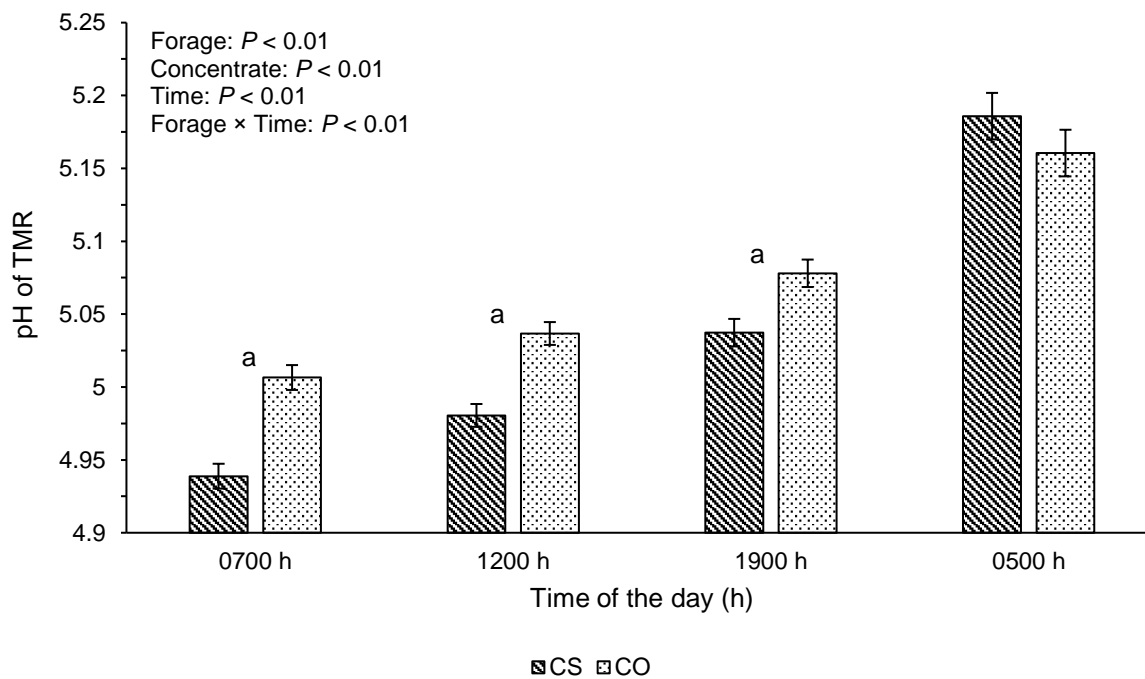 5.25
5.2
5.15
5.1
5.05
5
4.95
4.9
pH of TMR
Forage: P < 0.01
Concentrate: P < 0.01
Time: P < 0.01
Forage × Time: P < 0.01
a
a
a
0700 h
1200 h
1900 h
0500 h
Time of the day (h)
CS CO